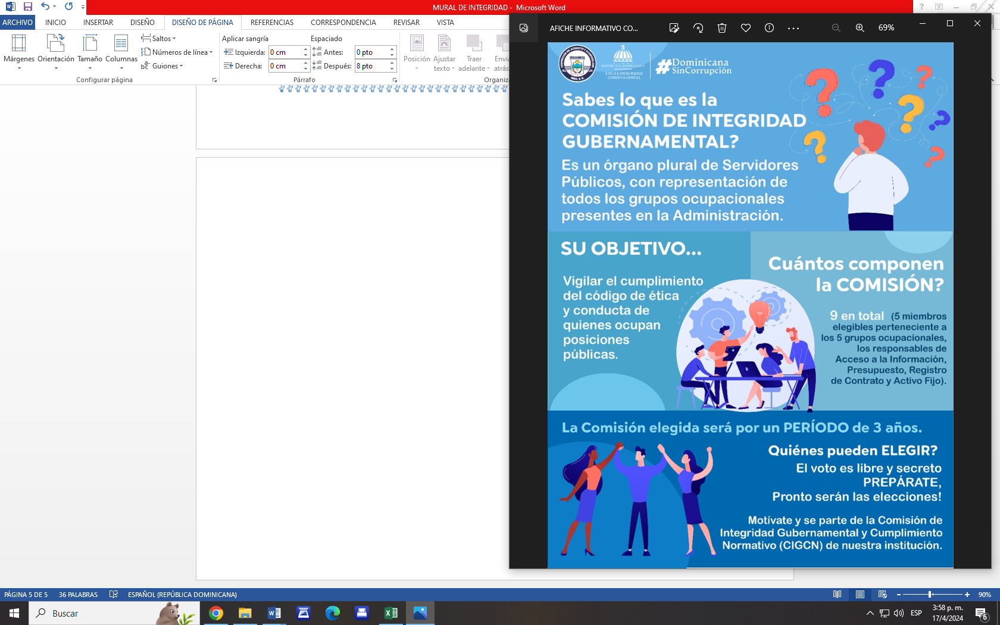 MURAL DE INTEGRIDAD - Microsoft Word
ARCHIVO INICIO INSERTAR DISEÑO DISEÑO DE PÁGINA REFERENCIAS CORRESPONDENCIA REVISAR VISTA
Márgenes
Orientación
Tamaño
Columnas
Saltos
Números de línea
Guiones
Configurar página
Aplicar sangría
Izquierda: 0 cm
Derecha: 0 cm
Espaciado
Antes: 0 pto
Después: 8 pto
Párrafo
Posición
Ajustar
texto
Traer
adelante
Envia
atrás
Organiza
AFICHE INFORMATIVO CO...
69%
REPÚBLICA DOMINICANA
ÉTICA E INTEGRIDAD
GUBERNAMENTAL
#Dominicana
SinCorrupción
Sabes lo que es la
COMISIÓN DE INTEGRIDAD
GUBERNAMENTAL?
Es un órgano plural de Servidores
Públicos, con representación de
todos los grupos ocupacionales
presentes en la Administración.
SU OBJETIVO...
Vigilar el cumplimiento
del código de ética
y conducta de
quienes ocupan
posiciones
públicas.
Cuántos componen
la COMISIÓN?
9 en total (5 miembros
elegibles perteneciente a
los 5 grupos ocupacionales,
los responsables de
Acceso a la Información,
Presupuesto, Registro
de Contrato y Activo Fijo).
La Comisión elegida será por un PERÍODO de 3 años.
Quiénes pueden ELEGIR?
El voto es libre y secreto
PREPÁRATE,
Pronto serán las elecciones!
Motívate y se parte de la Comisión de
Integridad Gubernamental y Cumplimiento
Normativo (CIGCN) de nuestra institución.
PÁGINA 5 DE 5 36 PALABRAS ESPAÑOL (REPÚBLICA DOMINICANA)
90%
Buscar
ESP
3:58 p. m.
17/4/2024
6